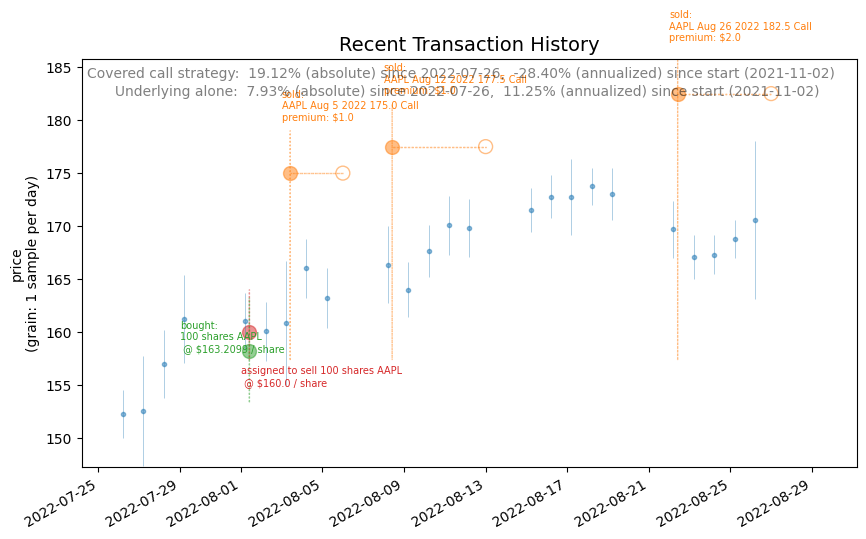 sold:
AAPL Aug 26 2022 182.5 Call
premium: $2.0
Recent Transaction History
Covered call strategy: 19.12% (absolute) since 2022-07-26, -28.40% (annualized) since start (2021-11-02)
Underlying alone: 7.93% (absolute) since 2022-07-26, 11.25% (annualized) since start (2021-11-02)
sold:
AAPL Aug 12 2022 177.5 Call
premium: $1.0
sold:
AAPL Aug 5 2022 175.0 Call
premium: $1.0
185
180
175
170
165
160
155
150
price
(grain: 1 sample per day)
bought:
100 shares AAPL
@ $163.2099 / share
assigned to sell 100 shares AAPL
@ $160.0 / share
2022-07-25
2022-07-29
2022-08-01
2022-08-05
2022-08-09
2022-08-13
2022-08-17
2022-08-21
2022-08-25
2022-08-29